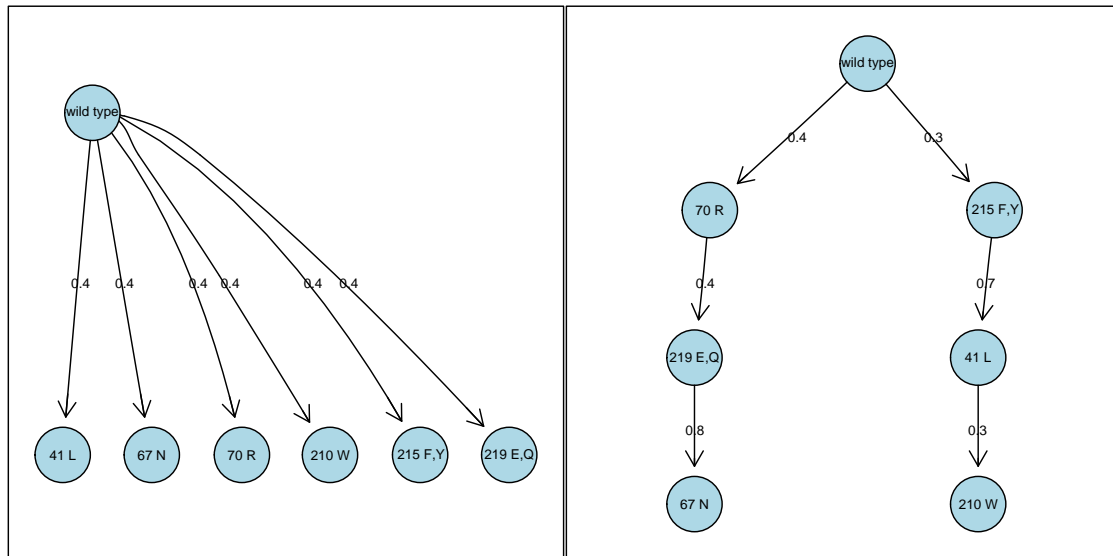 wild type
0.4 0.4 0.4 0.4 0.4 0.4
41 L 67 N 70 R 210 W 215 F,Y 219 E,Q
wild type
0.4 0.3
70 R 215 F,Y
0.4 0.7
219 E,Q 41 L
0.8 0.3
67 N 210 W